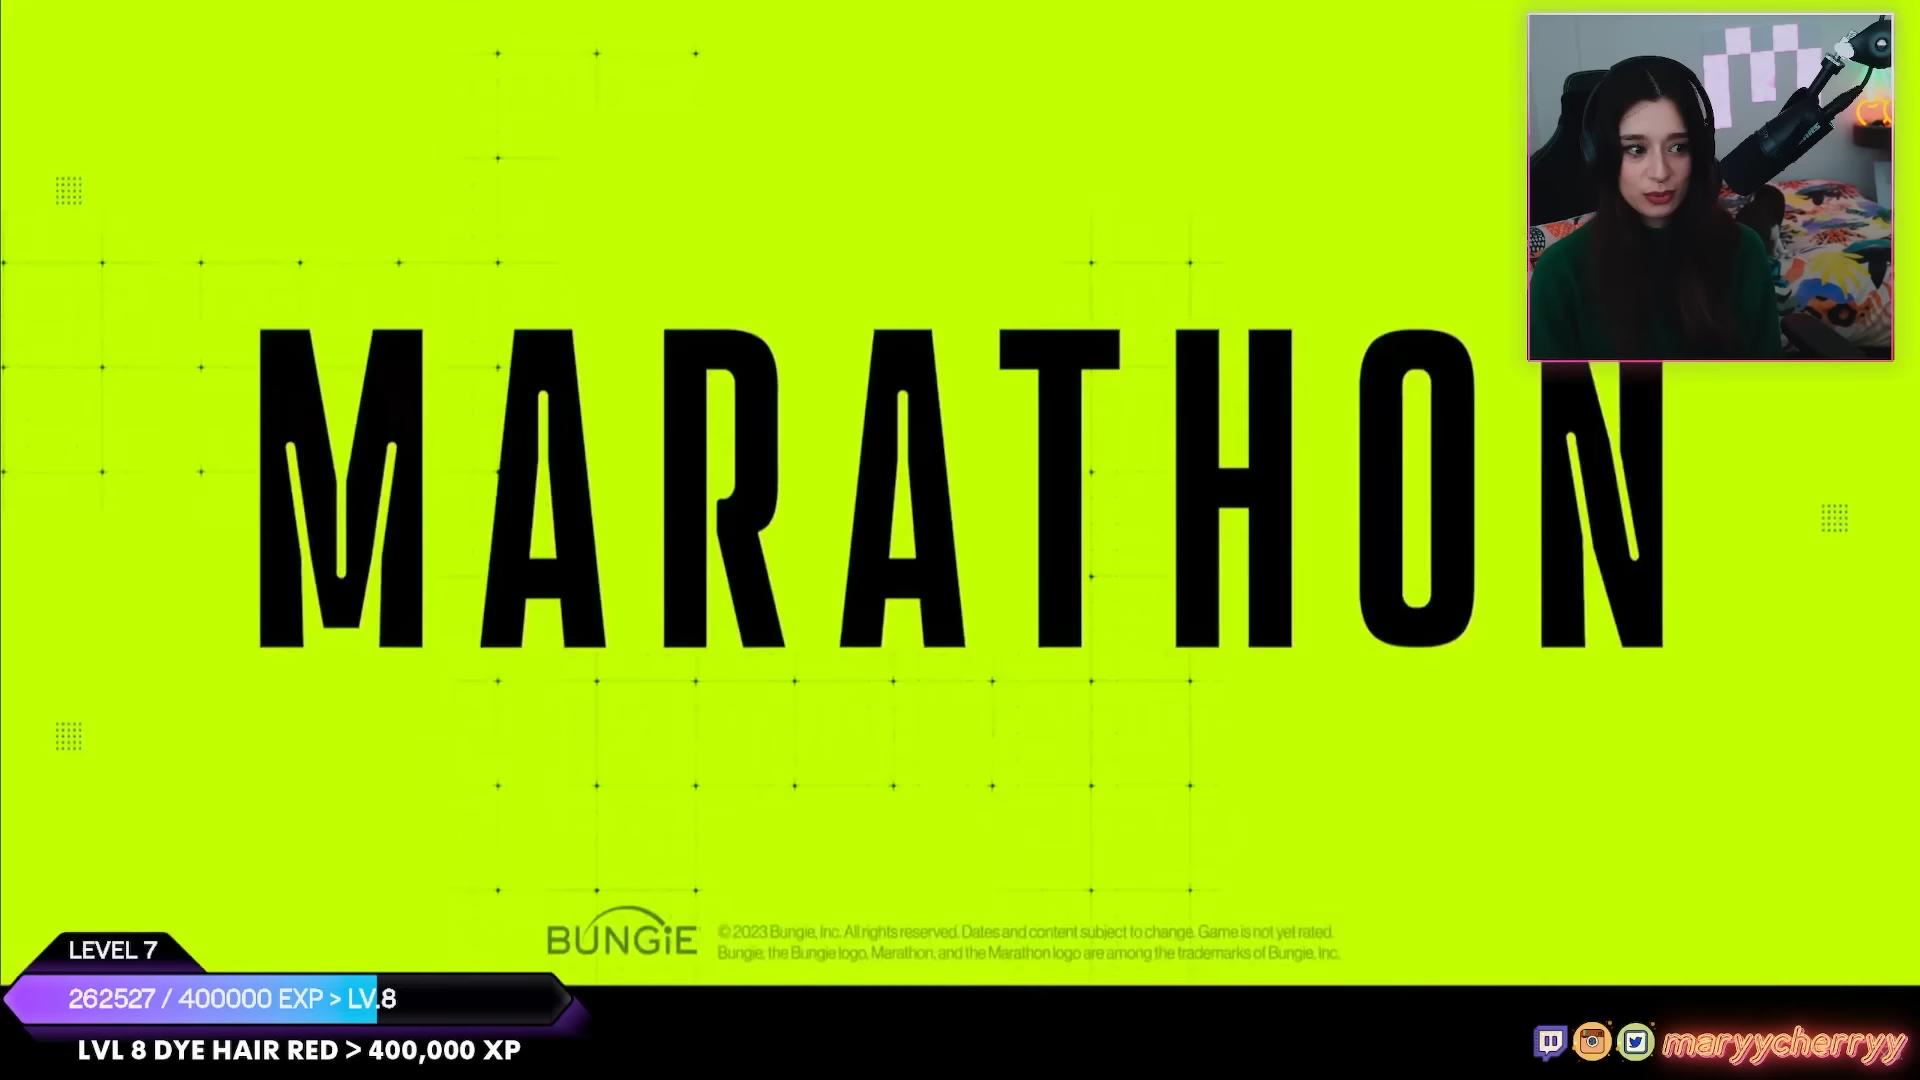 MARATHON
BUNGiE
© 2023 Bungie, Inc. All rights reserved. Dates and content subject to change. Game is not yet rated.
Bungie, the Bungie logo, Marathon, and the Marathon logo are among the trademarks of Bungie, Inc.
LEVEL 7
262527 / 400000 EXP > LV.8
LVL 8 DYE HAIR RED > 400,000 XP
maryycherryy